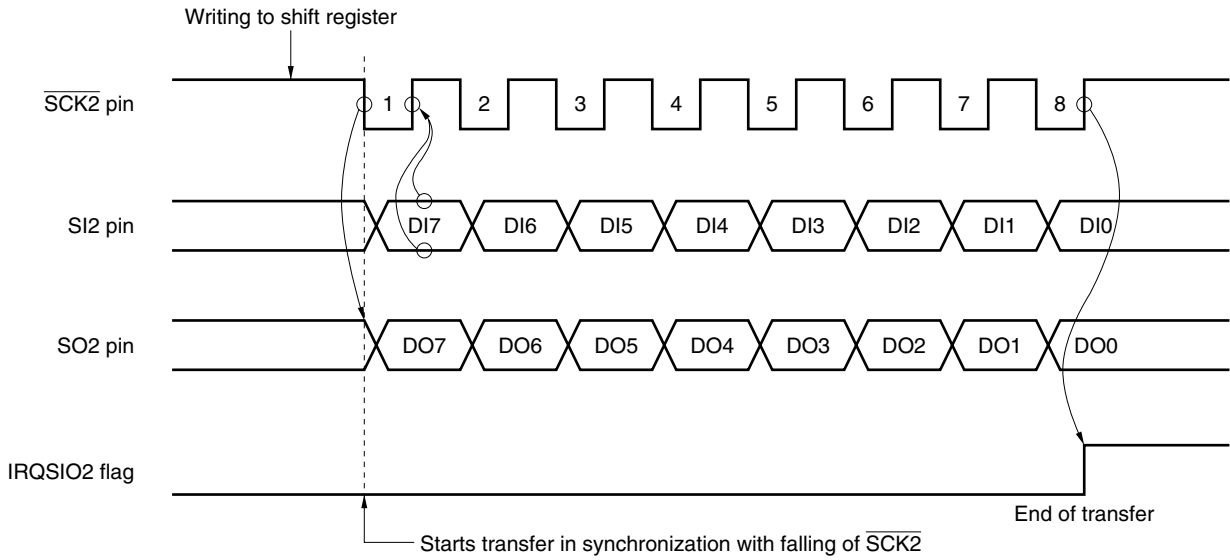 Writing to shift register
SCK2 pin
1 2 3 4 5 6 7 8
SI2 pin
DI7 DI6 DI5 DI4 DI3 DI2 DI1 DI0
SO2 pin
DO7 DO6 DO5 DO4 DO3 DO2 DO1 DO0
IRQSIO2 flag
End of transfer
Starts transfer in synchronization with falling of SCK2